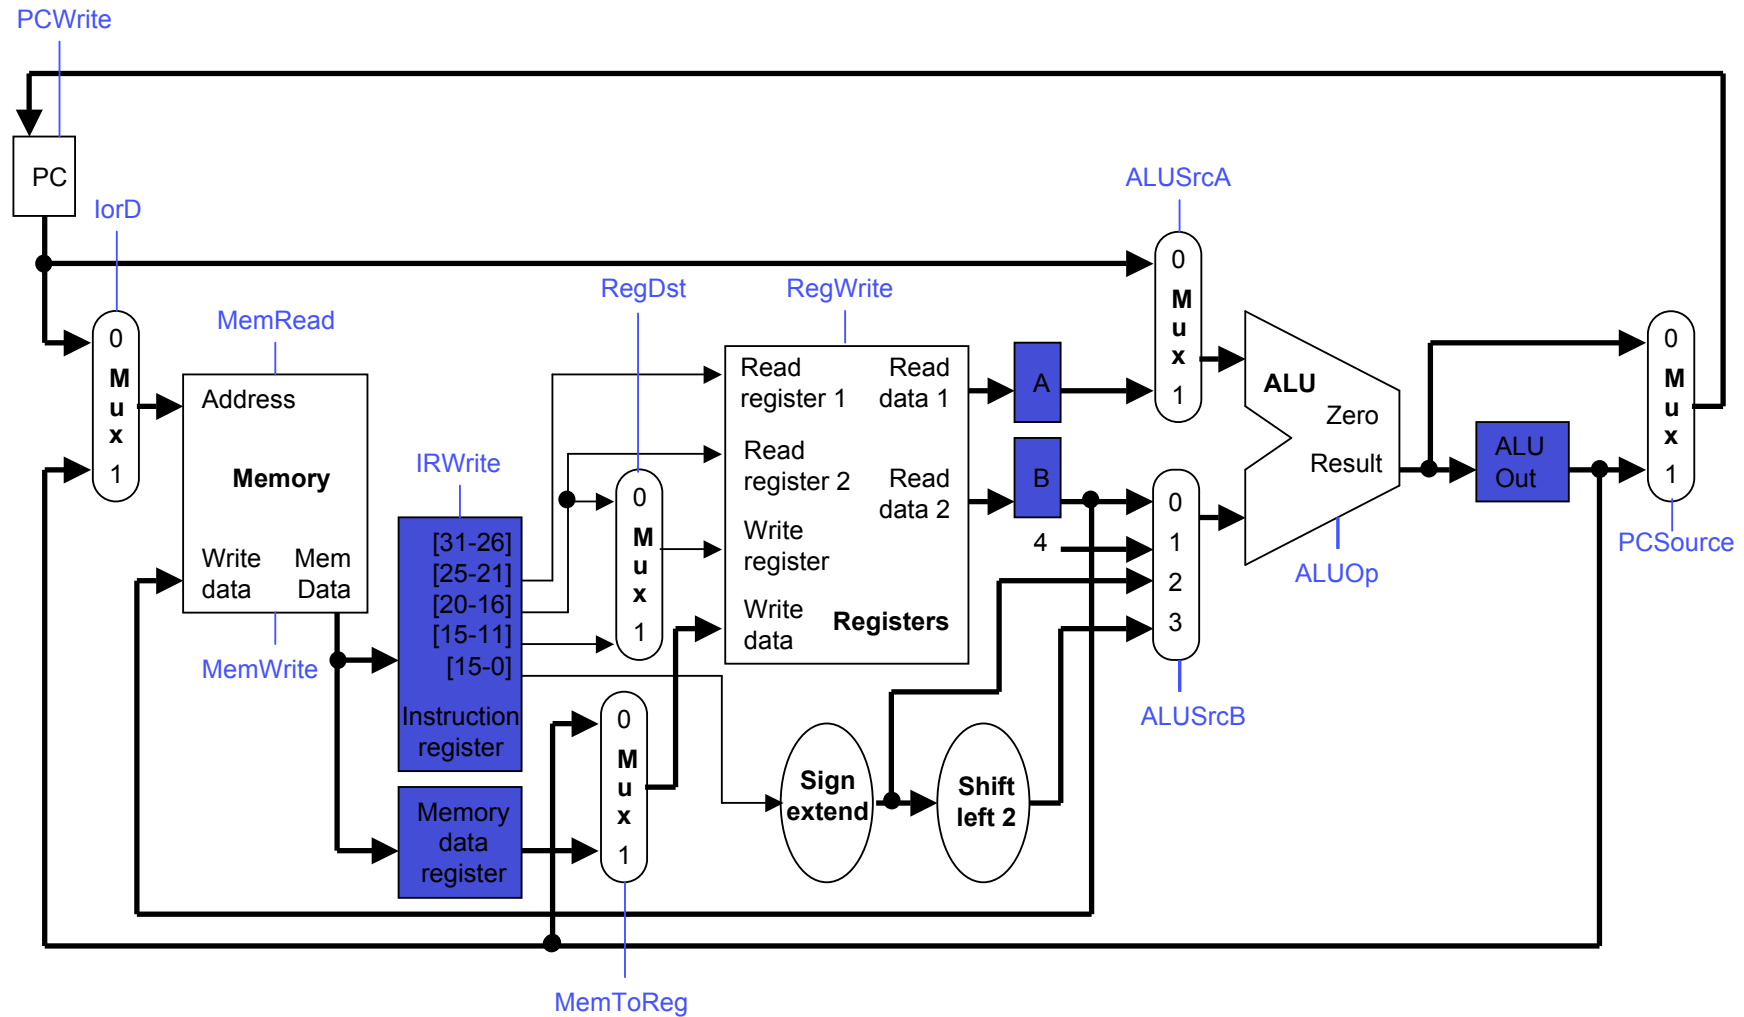 PCWrite
PC
IorD
0
M
u
x
1
MemRead
Address
Memory
Write
data
Mem
Data
MemWrite
IRWrite
[31-26]
[25-21]
[20-16]
[15-11]
[15-0]
Instruction
register
Memory
data
register
RegDst
0
M
u
x
1
0
M
u
x
1
MemToReg
RegWrite
Read
register 1
Read
data 1
Read
register 2
Read
data 2
Write
register
Write
data
Registers
Sign
extend
Shift
left 2
A
B
4
ALUSrcA
0
M
u
x
1
0
1
2
3
ALUSrcB
ALU
Zero
Result
ALUOp
ALU
Out
0
M
u
x
1
PCSource